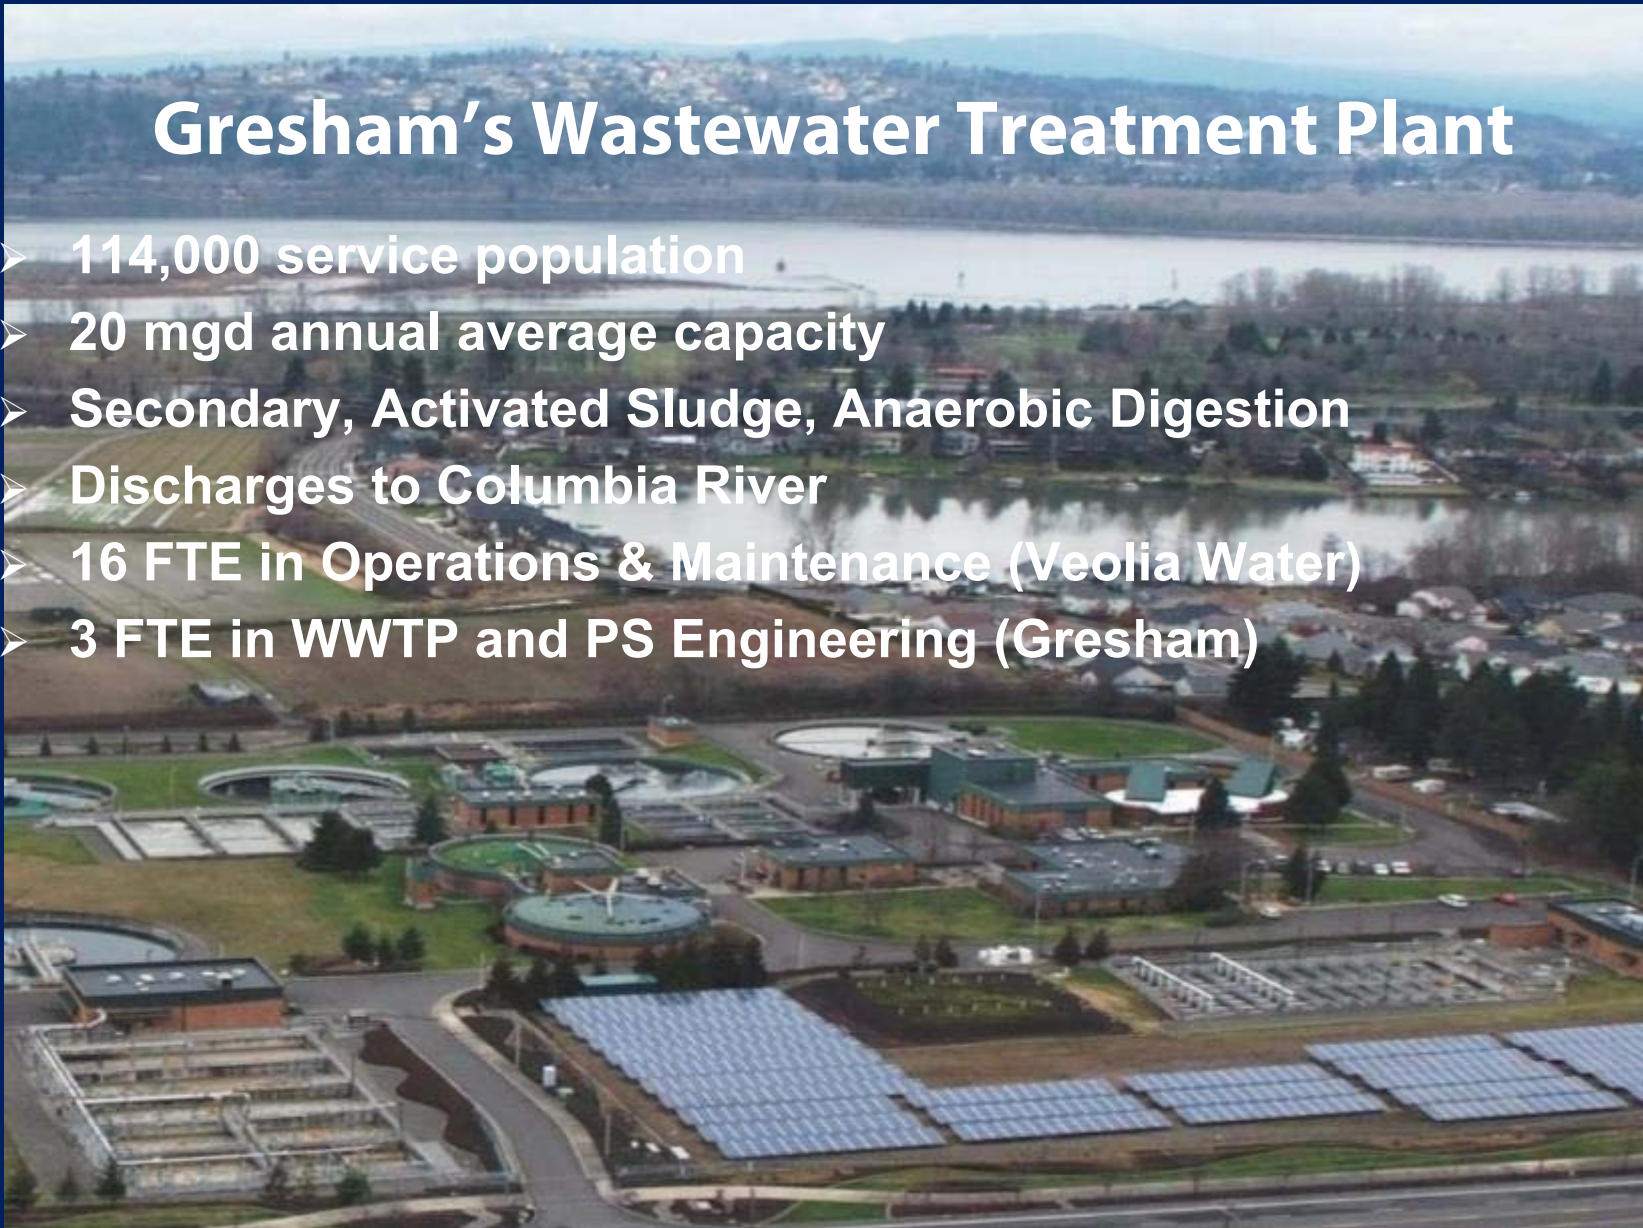 Gresham’s Wastewater Treatment Plant
➢ 114,000 service population
➢ 20 mgd annual average capacity
➢ Secondary, Activated Sludge, Anaerobic Digestion
➢ Discharges to Columbia River
➢ 16 FTE in Operations & Maintenance (Veolia Water)
➢ 3 FTE in WWTP and PS Engineering (Gresham)